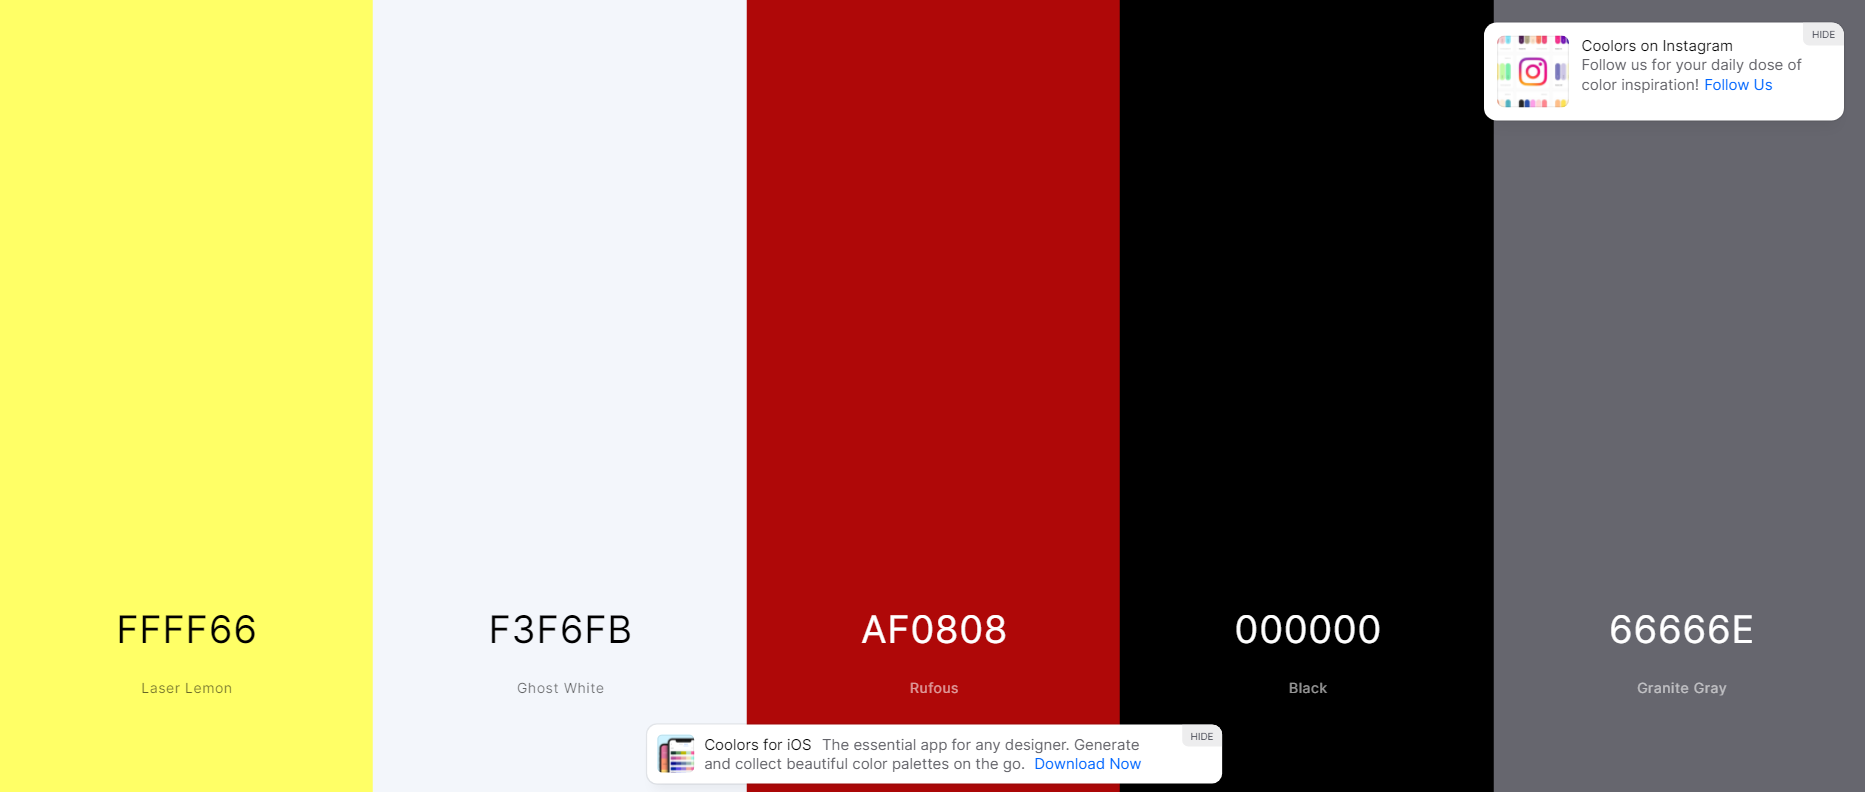 HIDE
Coolors on Instagram
Follow us for your daily dose of
color inspiration! Follow Us
FFFF66
F3F6FB
AF0808
000000
66666E
Laser Lemon
Ghost White
Rufous
Black
Granite Gray
HIDE
Coolors for iOS The essential app for any designer. Generate
and collect beautiful color palettes on the go. Download Now